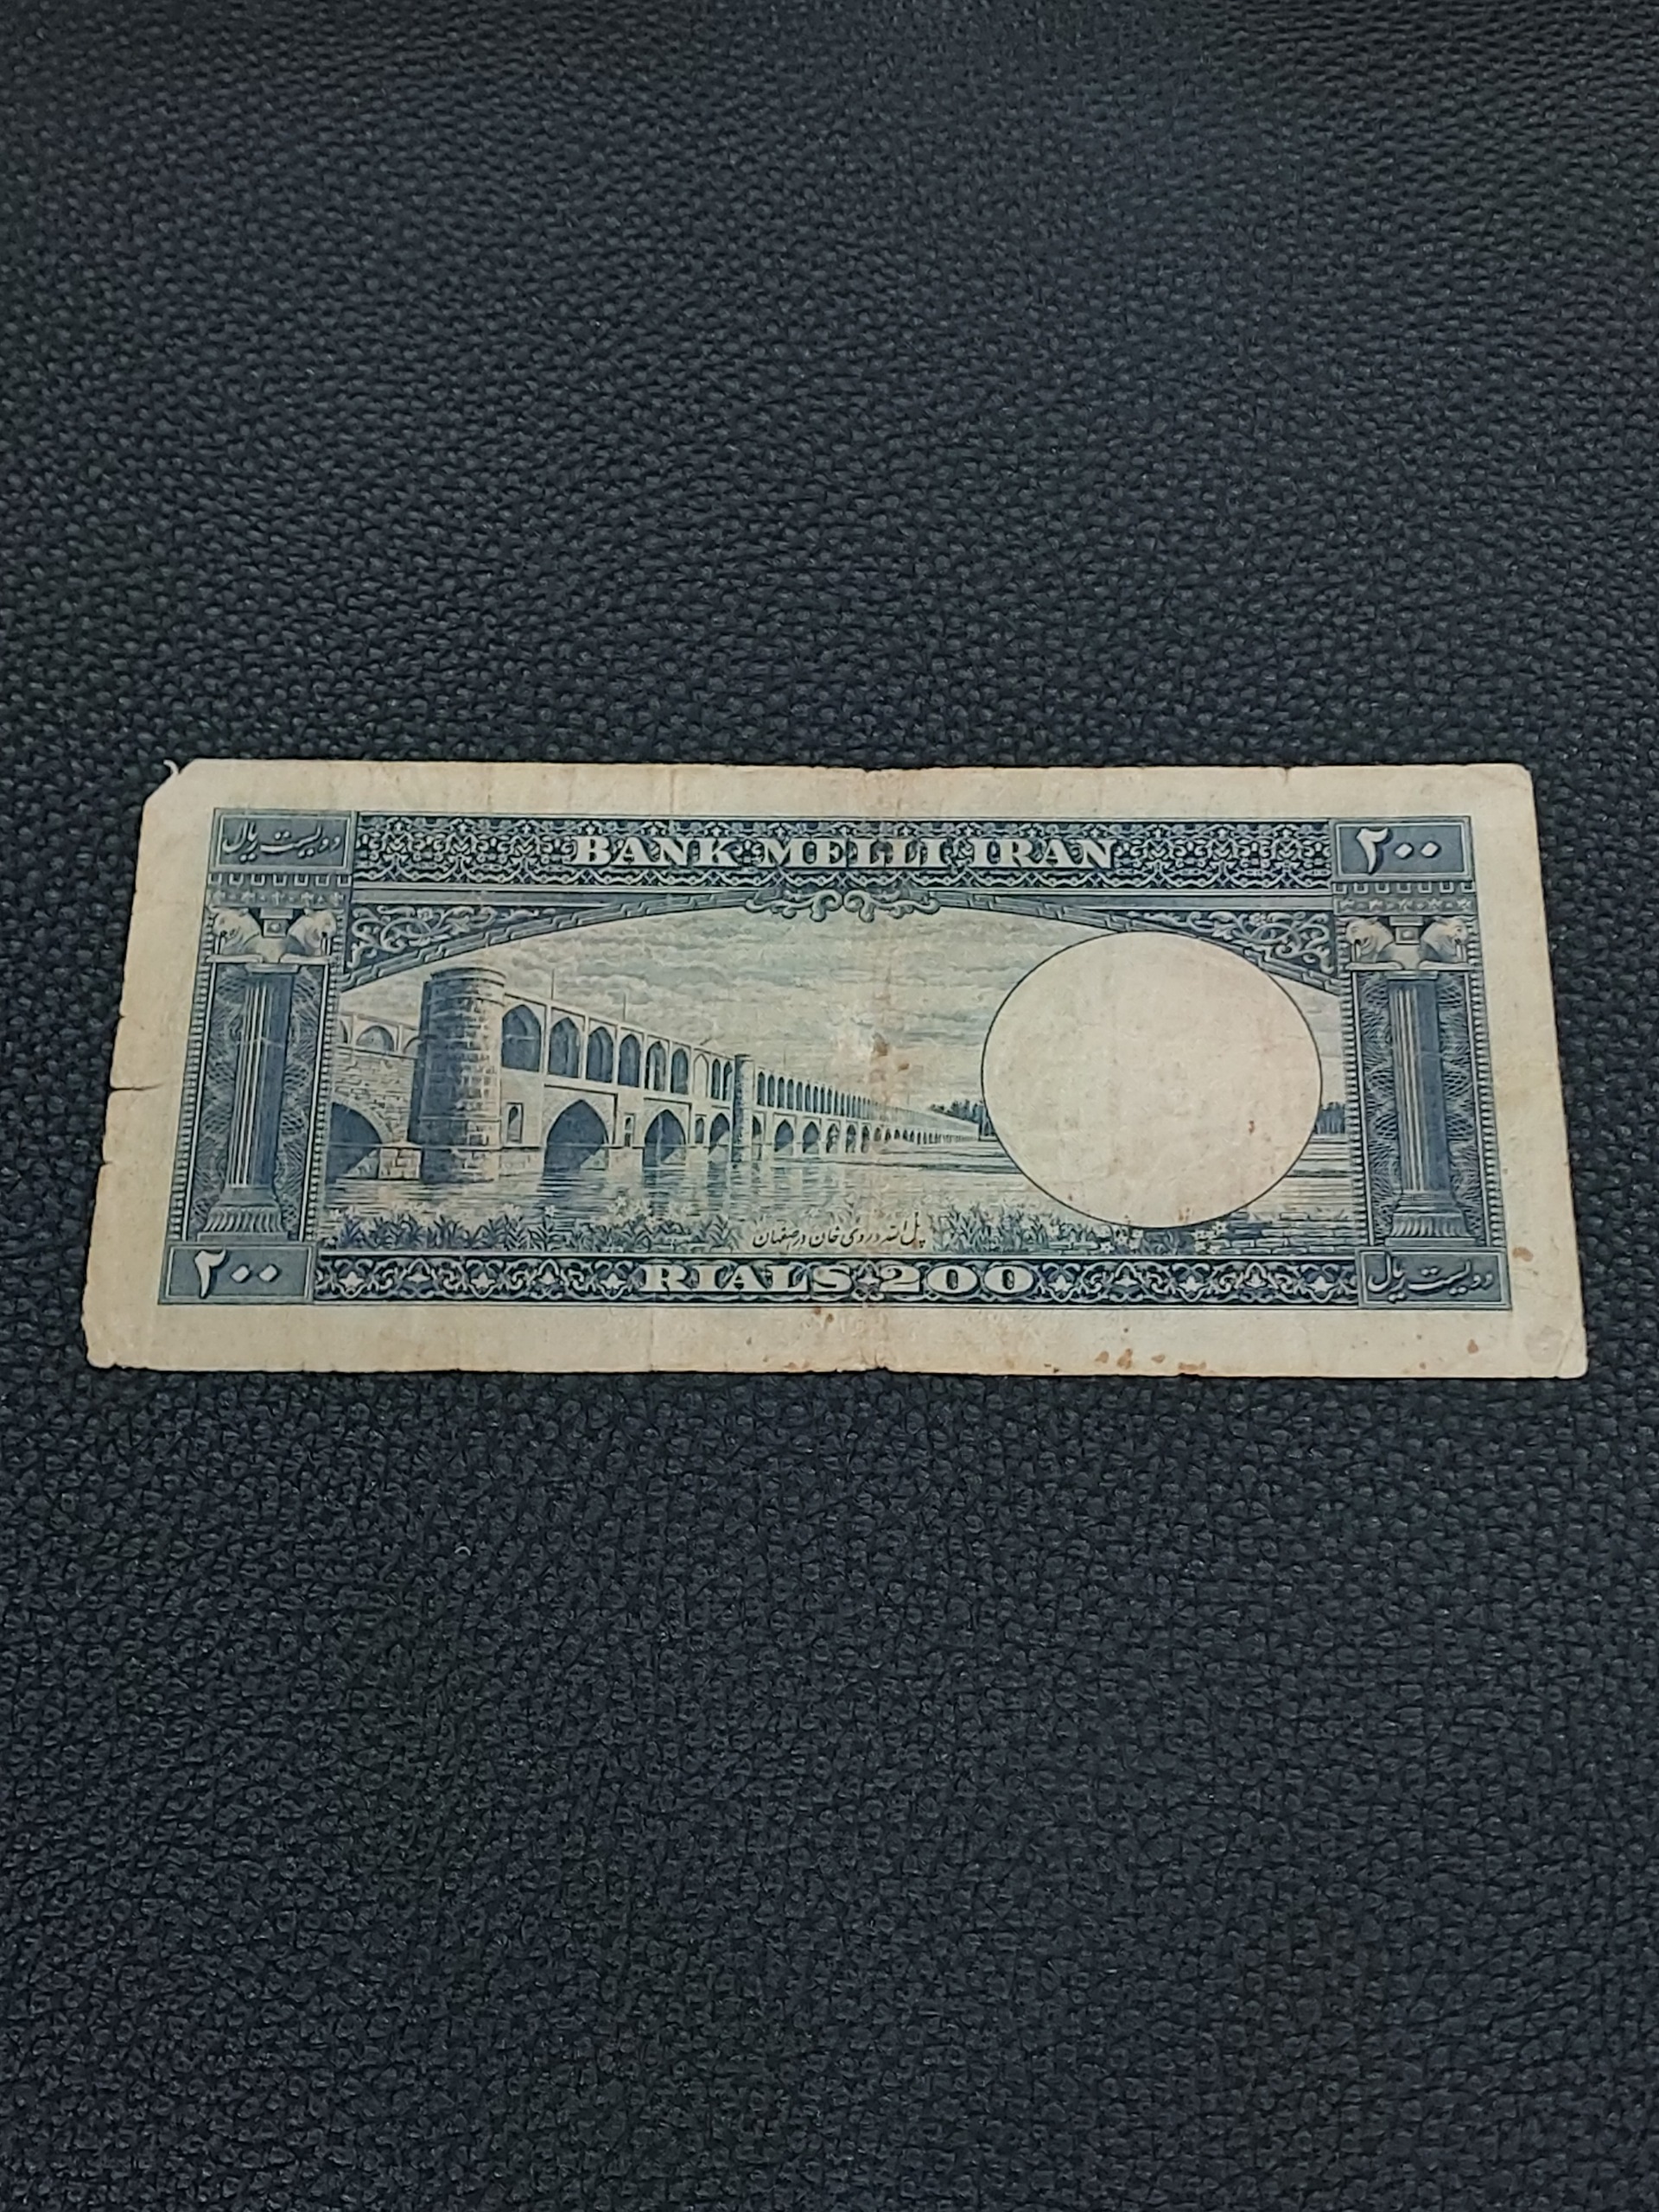 دویست ریال
BANK MELLI IRAN
۲۰۰
پل الله‌وردی خان در اصفهان
۲۰۰
RIALS 200
دویست ریال